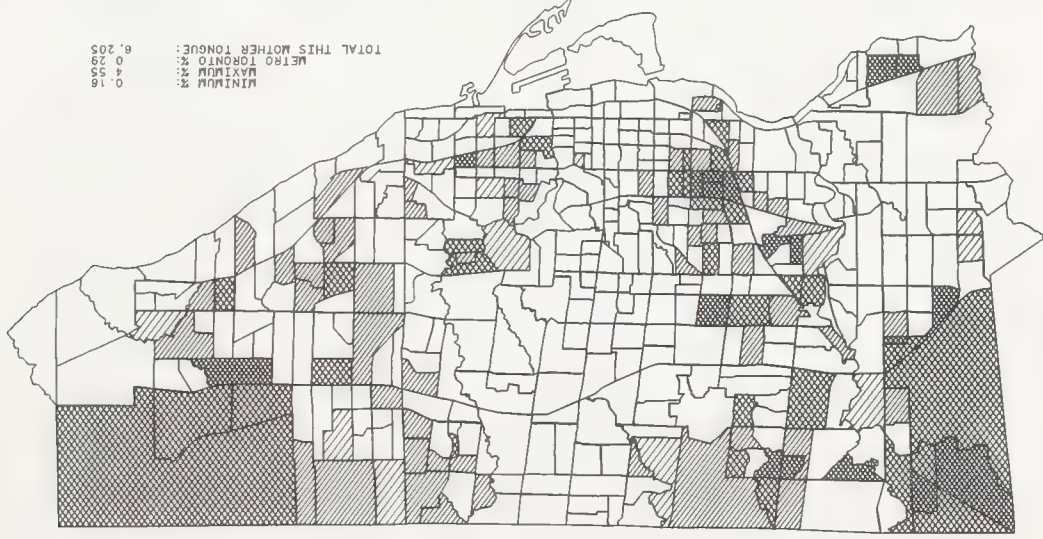 MINIMUM %: 0.16
MAXIMUM %: 4.55
METRO TORONTO %: 0.29
TOTAL THIS MOTHER TONGUE: 6,205